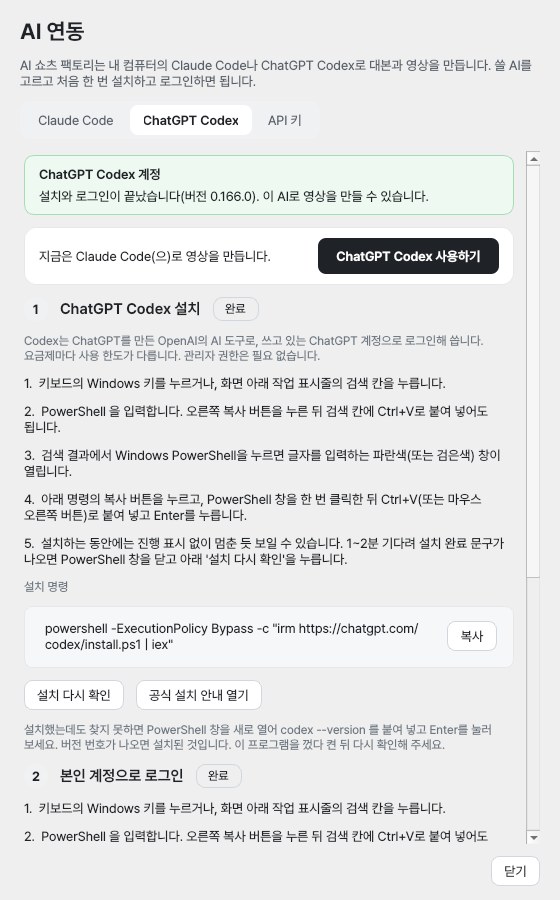 AI 연동
AI 쇼츠 팩토리는 내 컴퓨터의 Claude Code나 ChatGPT Codex로 대본과 영상을 만듭니다. 쓸 AI를
고르고 처음 한 번 설치하고 로그인하면 됩니다.
Claude Code
ChatGPT Codex
API 키
ChatGPT Codex 계정
설치와 로그인이 끝났습니다(버전 0.166.0). 이 AI로 영상을 만들 수 있습니다.
지금은 Claude Code(으)로 영상을 만듭니다.
ChatGPT Codex 사용하기
1 ChatGPT Codex 설치 완료
Codex는 ChatGPT를 만든 OpenAI의 AI 도구로, 쓰고 있는 ChatGPT 계정으로 로그인해 씁니다.
요금제마다 사용 한도가 다릅니다. 관리자 권한은 필요 없습니다.
1. 키보드의 Windows 키를 누르거나, 화면 아래 작업 표시줄의 검색 칸을 누릅니다.
2. PowerShell 을 입력합니다. 오른쪽 복사 버튼을 누른 뒤 검색 칸에 Ctrl+V로 붙여 넣어도
됩니다.
3. 검색 결과에서 Windows PowerShell을 누르면 글자를 입력하는 파란색(또는 검은색) 창이
열립니다.
4. 아래 명령의 복사 버튼을 누르고, PowerShell 창을 한 번 클릭한 뒤 Ctrl+V(또는 마우스
오른쪽 버튼)로 붙여 넣고 Enter를 누릅니다.
5. 설치하는 동안에는 진행 표시 없이 멈춘 듯 보일 수 있습니다. 1~2분 기다려 설치 완료 문구가
나오면 PowerShell 창을 닫고 아래 '설치 다시 확인'을 누릅니다.
설치 명령
powershell -ExecutionPolicy Bypass -c "irm https://chatgpt.com/
codex/install.ps1 | iex"
복사
설치 다시 확인
공식 설치 안내 열기
설치했는데도 찾지 못하면 PowerShell 창을 새로 열어 codex --version 를 붙여 넣고 Enter를 눌러
보세요. 버전 번호가 나오면 설치된 것입니다. 이 프로그램을 껐다 켠 뒤 다시 확인해 주세요.
2 본인 계정으로 로그인 완료
1. 키보드의 Windows 키를 누르거나, 화면 아래 작업 표시줄의 검색 칸을 누릅니다.
2. PowerShell 을 입력합니다. 오른쪽 복사 버튼을 누른 뒤 검색 칸에 Ctrl+V로 붙여 넣어도
닫기